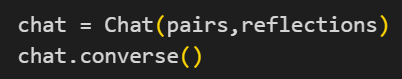 chat = Chat(pairs,reflections)
chat.converse()